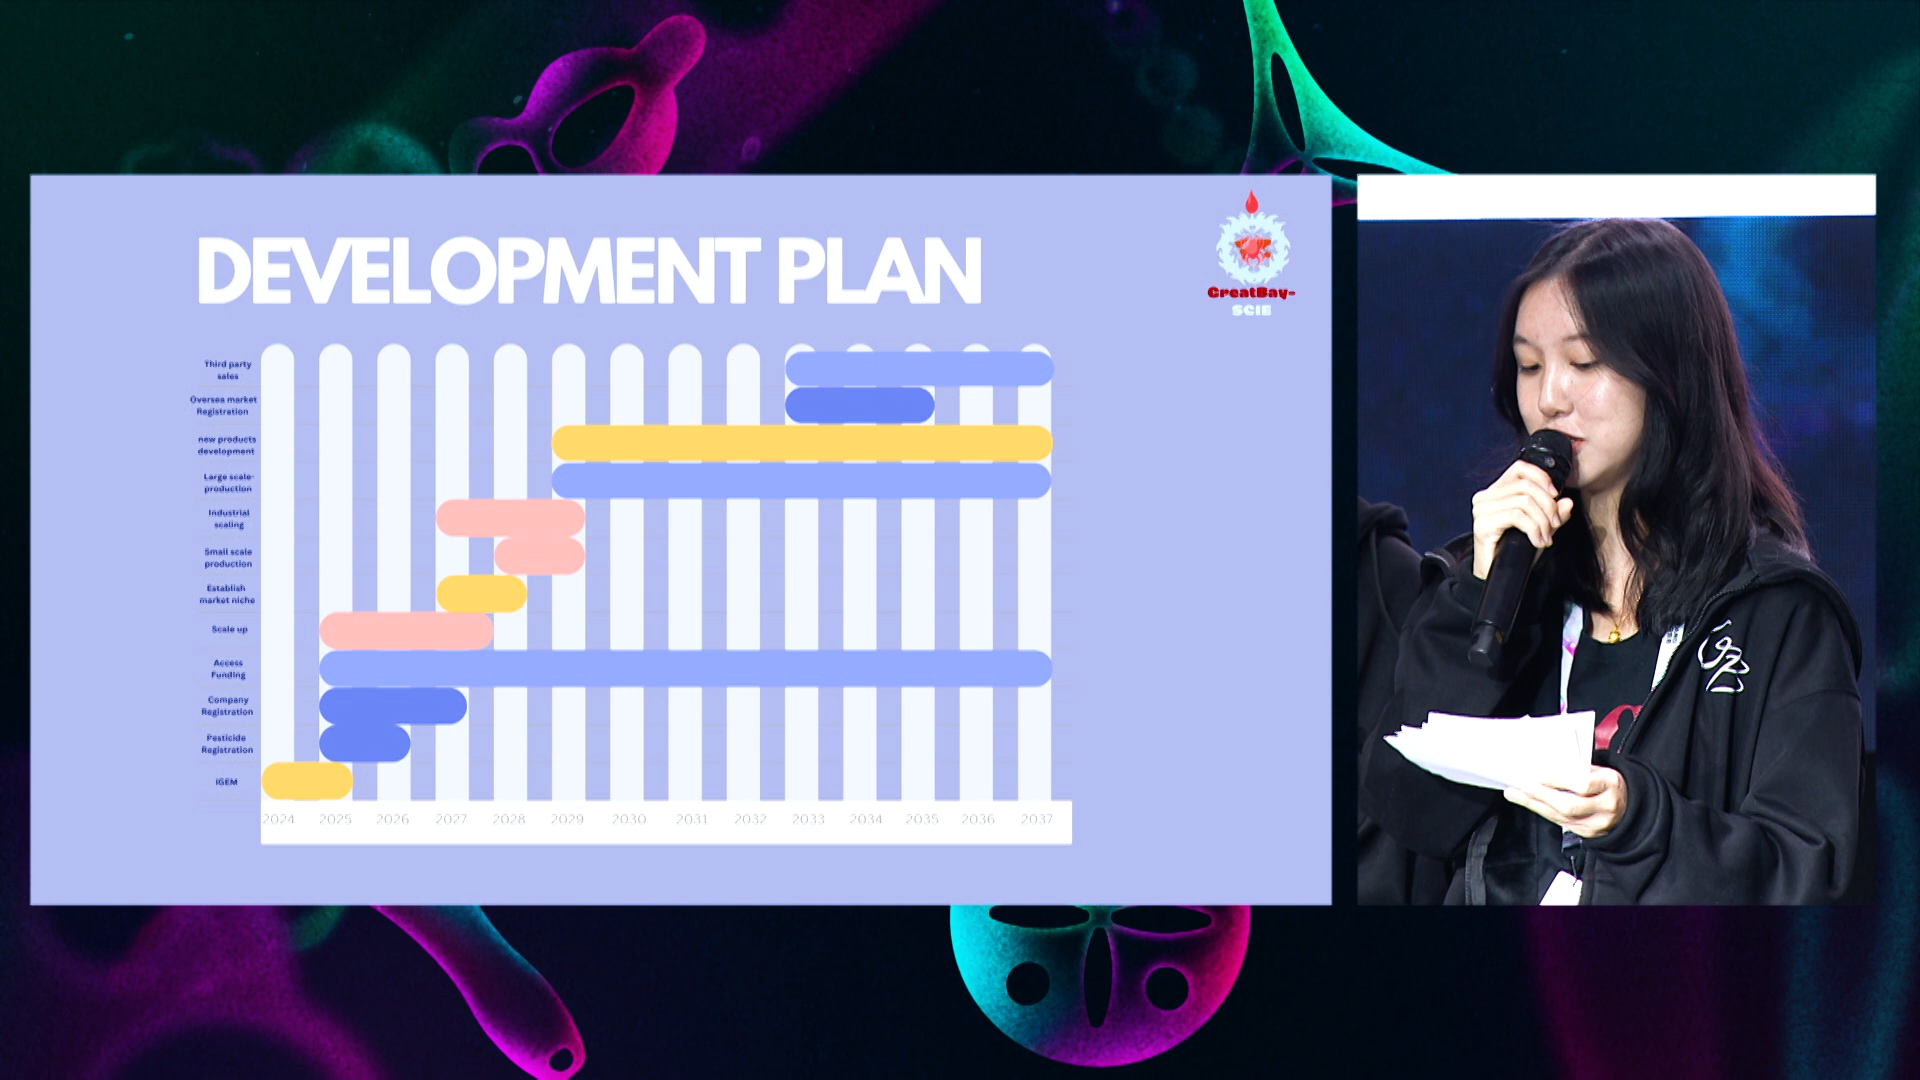 DEVELOPMENT PLAN
GreatBay-
SCIE
Third party
sales
Oversea market
Registration
new products
development
Large scale-
production
Industrial
scaling
Small scale
production
Establish
market niche
Scale up
Access
Funding
Company
Registration
Pesticide
Registration
iGEM
2024 2025 2026 2027 2028 2029 2030 2031 2032 2033 2034 2035 2036 2037